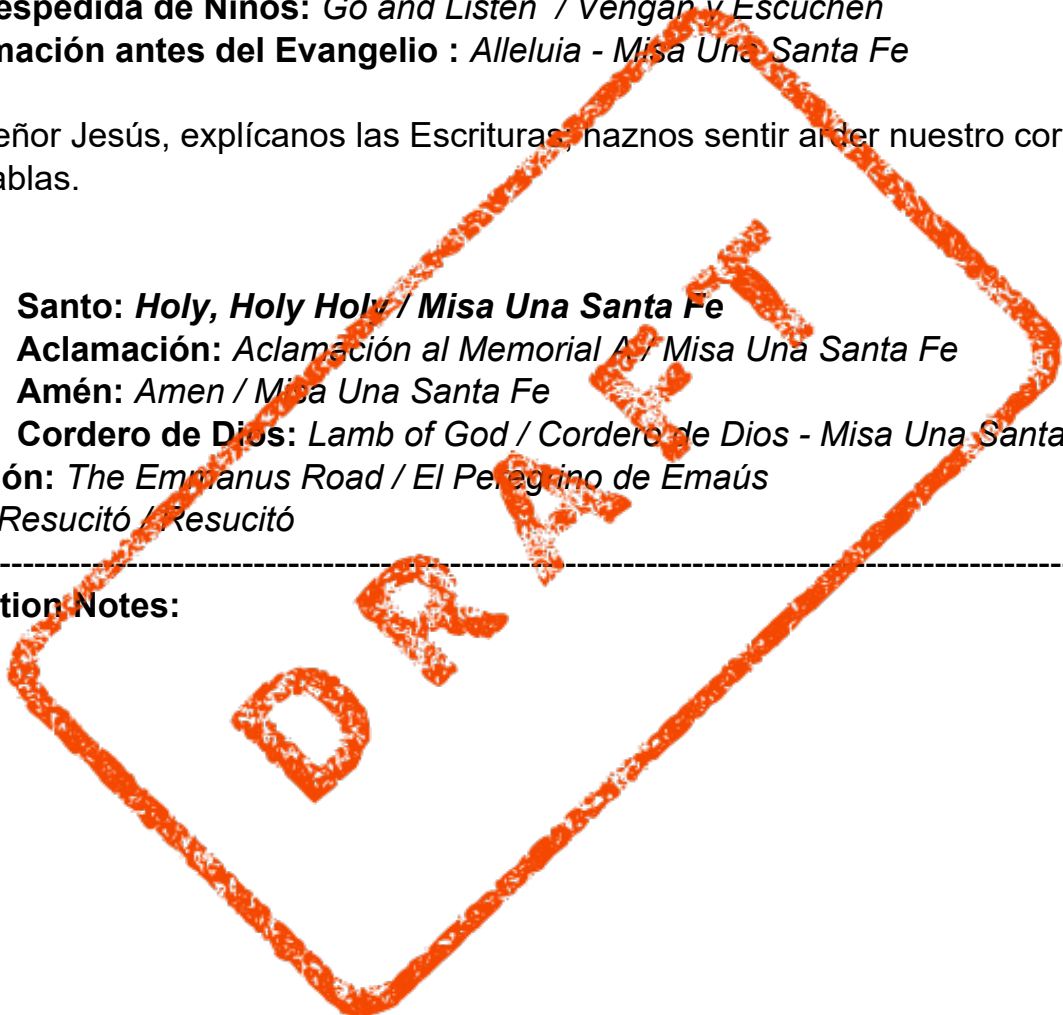 espedida de Niños: Go and Listen / Vengan y Escuchen
mación antes del Evangelio : Alleluia - Misa Una Santa Fe
eñor Jesús, explícanos las Escrituras; haznos sentir arder nuestro cor
ablas.
Santo: Holy, Holy Holy / Misa Una Santa Fe
Aclamación: Aclamación al Memorial A / Misa Una Santa Fe
Amén: Amen / Misa Una Santa Fe
Cordero de Dios: Lamb of God / Cordero de Dios - Misa Una Santa
ón: The Emmanus Road / El Peregrino de Emaús
Resucitó / Resucitó
tion Notes:
DRAFT